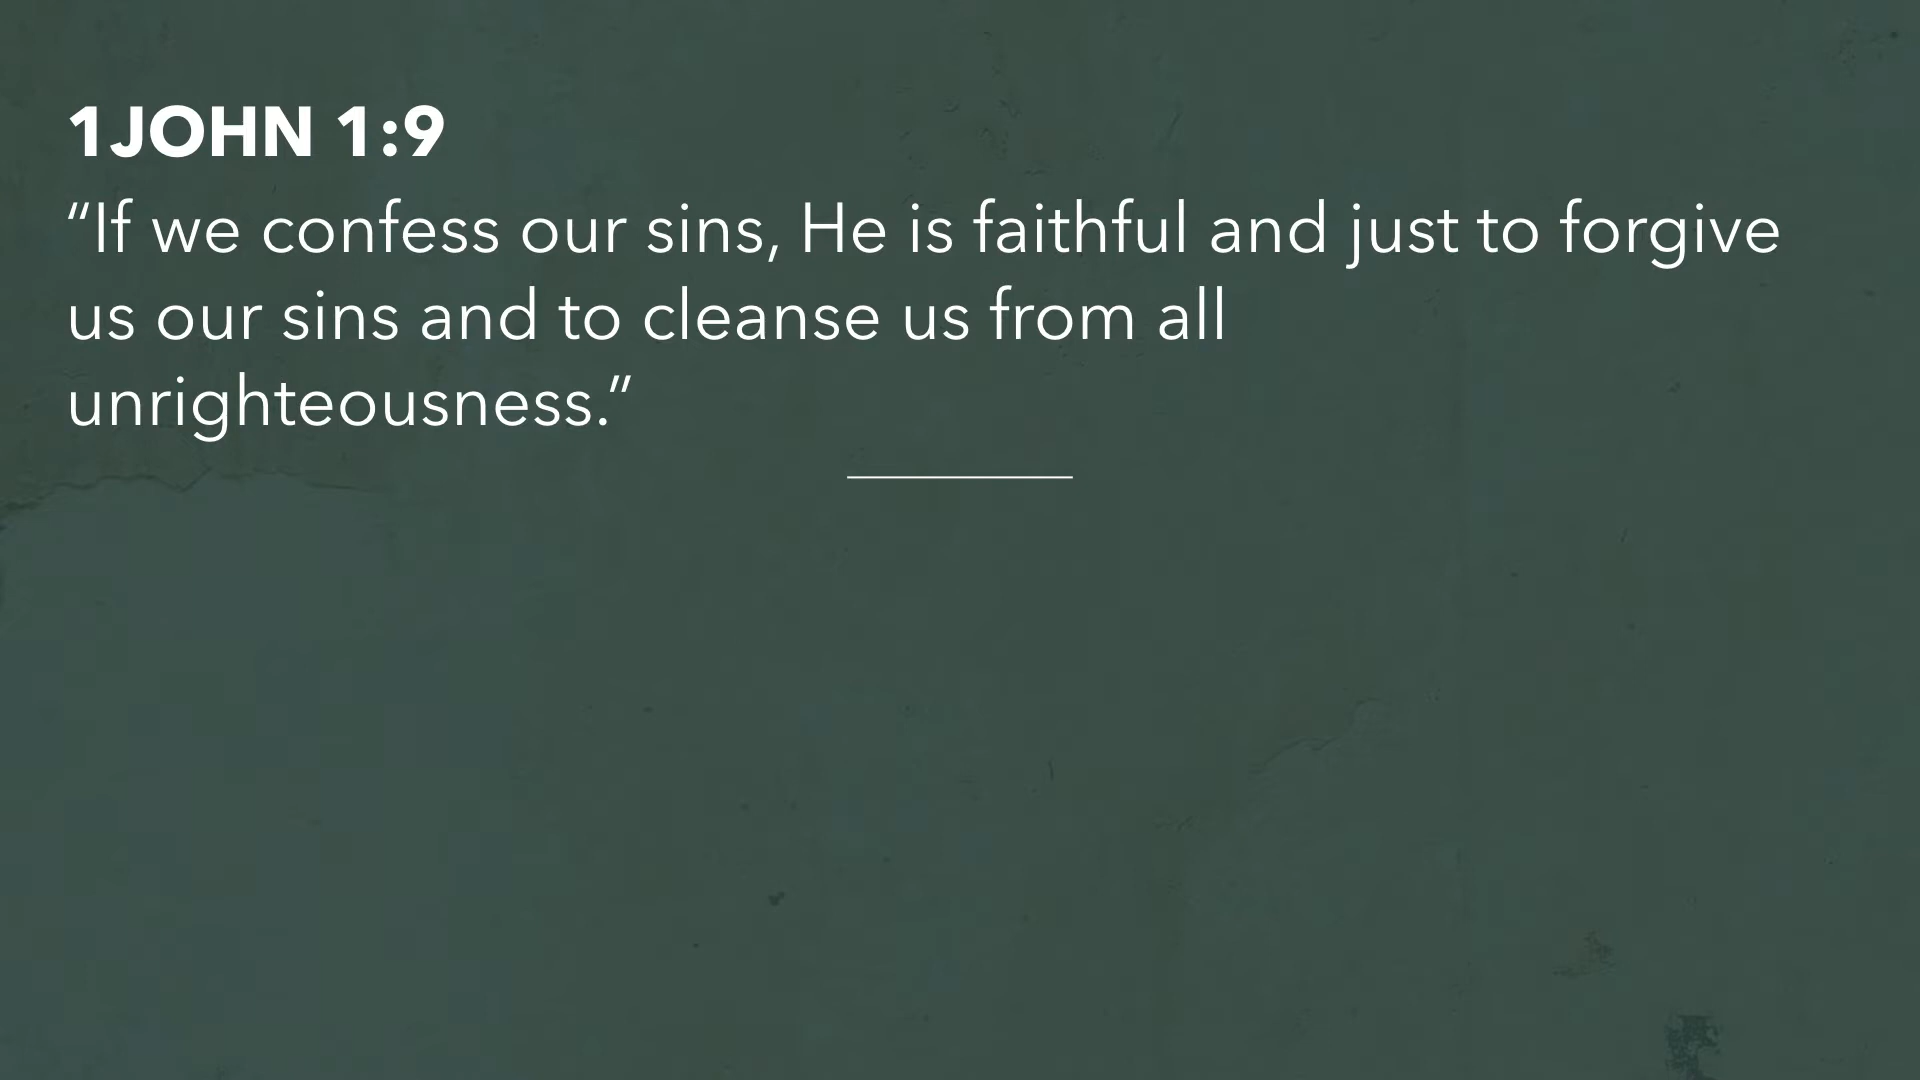 1JOHN 1:9
“If we confess our sins, He is faithful and just to forgive
us our sins and to cleanse us from all
unrighteousness.”